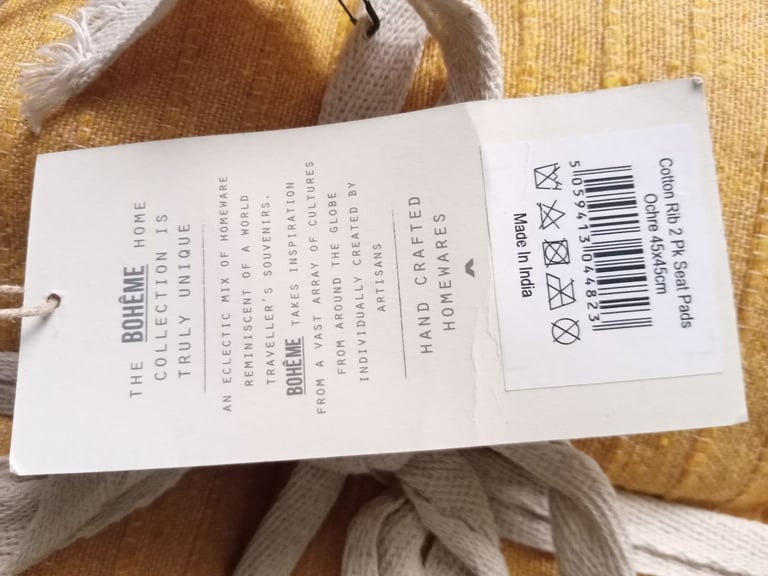 THE BOHÊME HOME
COLLECTION IS
TRULY UNIQUE
AN ECLECTIC MIX OF HOMEWARE
REMINISCENT OF A WORLD
TRAVELLER'S SOUVENIRS.
BOHÊME TAKES INSPIRATION
FROM A VAST ARRAY OF CULTURES
FROM AROUND THE GLOBE
INDIVIDUALLY CREATED BY
ARTISANS
HAND CRAFTED
HOMEWARES
Cotton Rib 2 Pk Seat Pads
Ochre 45x45cm
5059413044823
Made In India